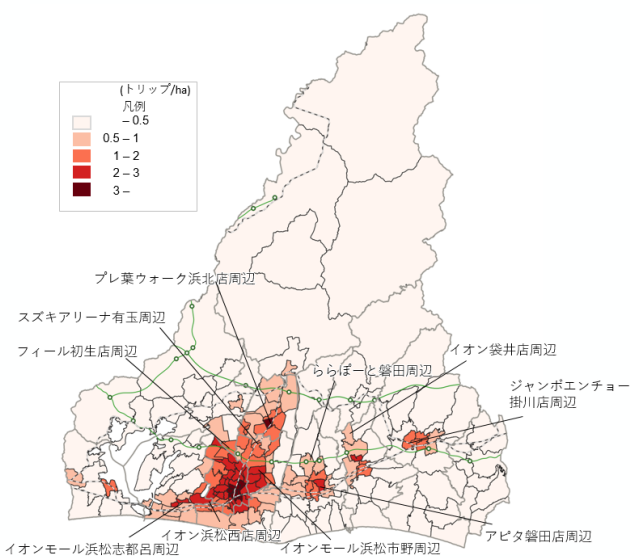 (トリップ/ha)
凡例
– 0.5
0.5 – 1
1 – 2
2 – 3
3 –
プレ葉ウォーク浜北店周辺
スズキアリーナ有玉周辺
フィール初生店周辺
ららぽーと磐田周辺
イオン袋井店周辺
ジャンボエンチョー
掛川店周辺
イオン浜松西店周辺
アピタ磐田店周辺
イオンモール浜松志都呂周辺
イオンモール浜松市野周辺